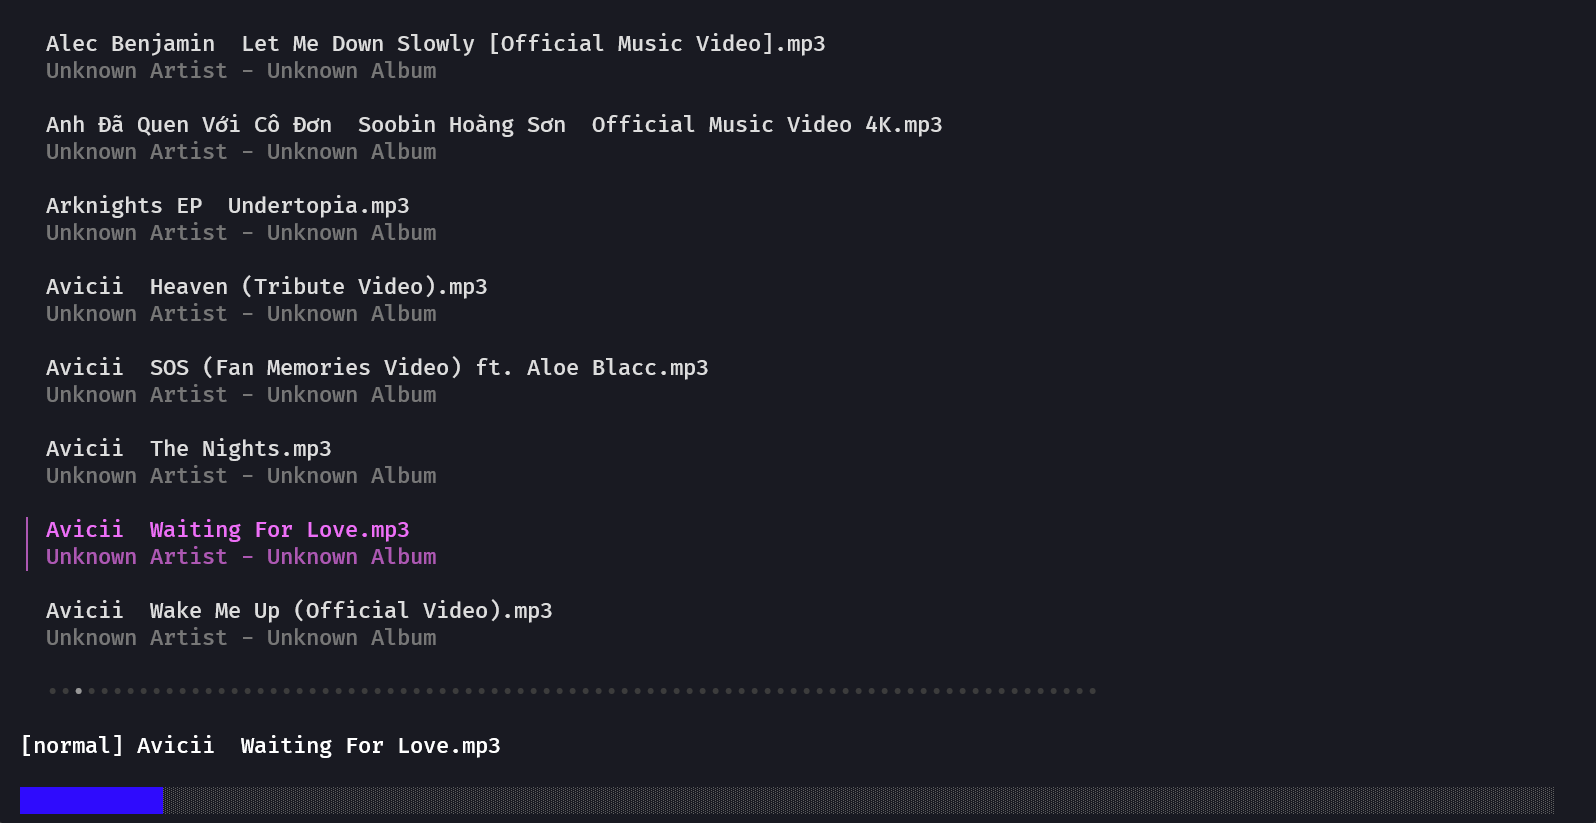 Alec Benjamin  Let Me Down Slowly [Official Music Video].mp3
Unknown Artist – Unknown Album
Anh Đã Quen Với Cô Đơn  Soobin Hoàng Sơn  Official Music Video 4K.mp3
Unknown Artist – Unknown Album
Arknights EP  Undertopia.mp3
Unknown Artist – Unknown Album
Avicii  Heaven (Tribute Video).mp3
Unknown Artist – Unknown Album
Avicii  SOS (Fan Memories Video) ft. Aloe Blacc.mp3
Unknown Artist – Unknown Album
Avicii  The Nights.mp3
Unknown Artist – Unknown Album
Avicii  Waiting For Love.mp3
Unknown Artist – Unknown Album
Avicii  Wake Me Up (Official Video).mp3
Unknown Artist – Unknown Album
[normal] Avicii  Waiting For Love.mp3